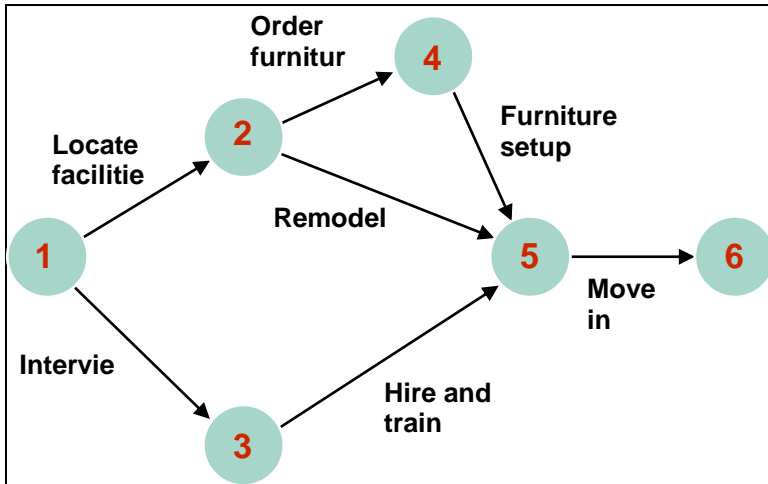 Order
furnitur
4
Furniture
setup
2
Locate
facilitie
Remodel
1
5
6
Move
in
Intervie
Hire and
train
3